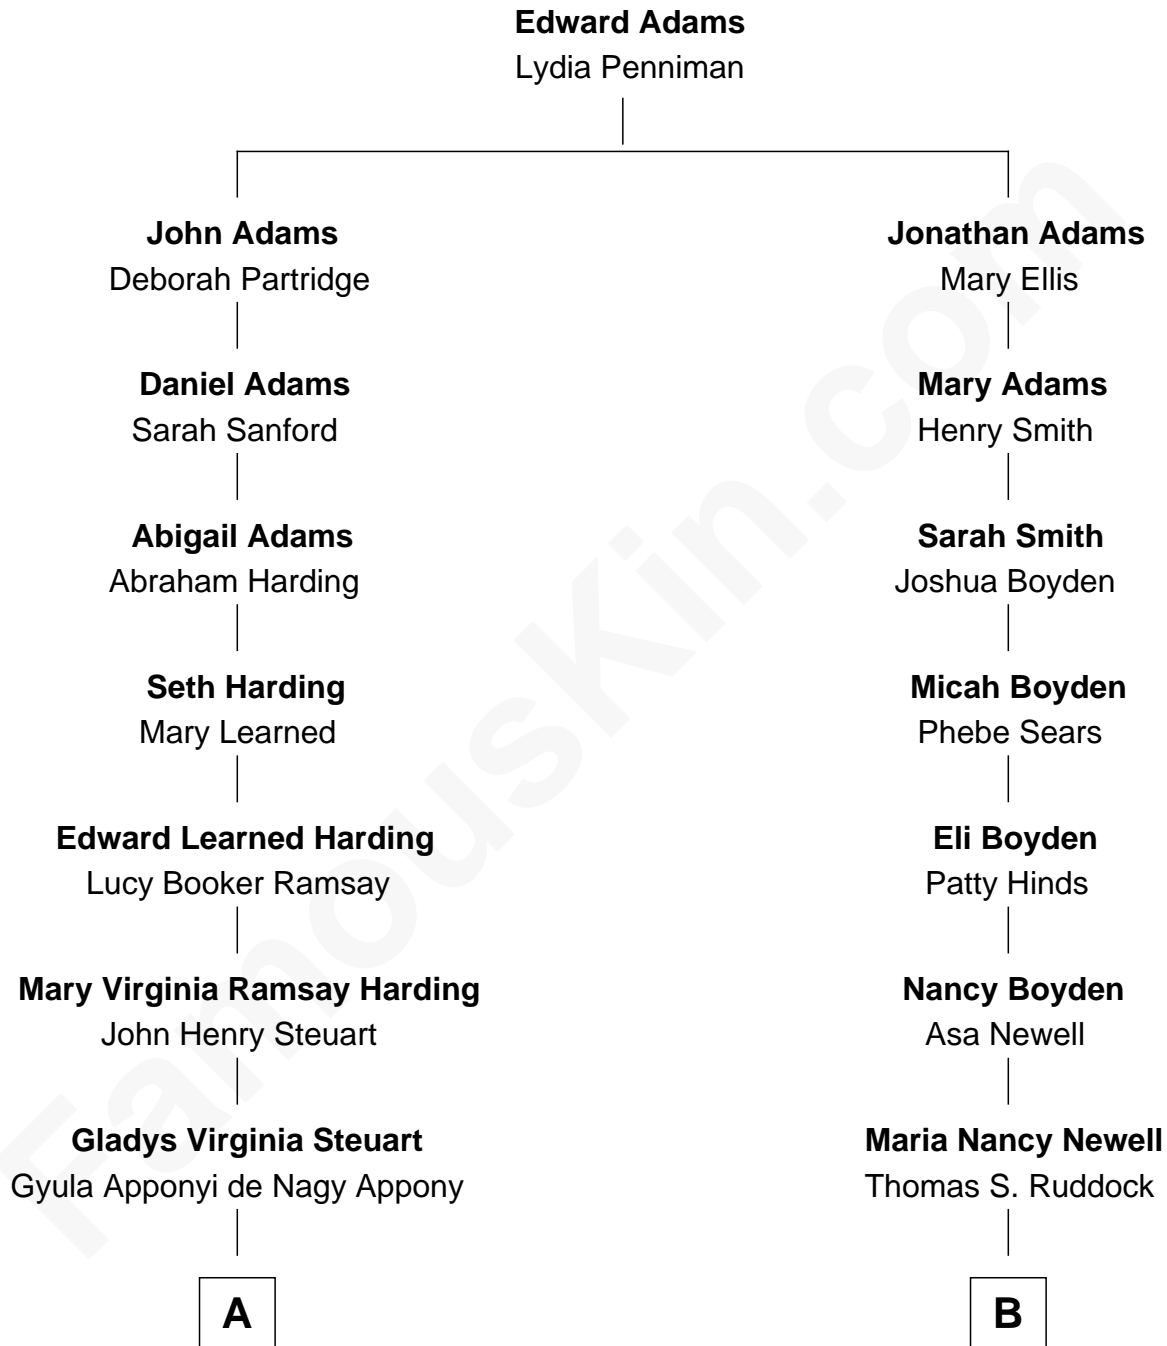 Edward Adams
Lydia Penniman
John Adams
Deborah Partridge
Jonathan Adams
Mary Ellis
Daniel Adams
Sarah Sanford
Mary Adams
Henry Smith
Abigail Adams
Abraham Harding
Sarah Smith
Joshua Boyden
Seth Harding
Mary Learned
Micah Boyden
Phebe Sears
Edward Learned Harding
Lucy Booker Ramsay
Eli Boyden
Patty Hinds
Mary Virginia Ramsay Harding
John Henry Steuart
Nancy Boyden
Asa Newell
Gladys Virginia Steuart
Gyula Apponyi de Nagy Appony
Maria Nancy Newell
Thomas S. Ruddock
A
B
FamousKin.com